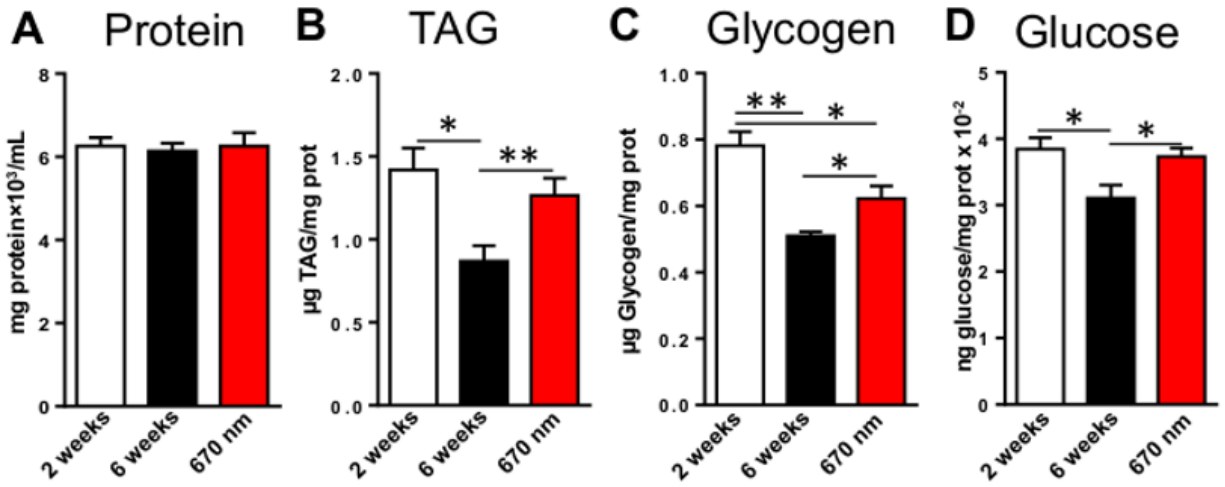 A Protein
mg protein×10³/mL
8
6
4
2
0
2 weeks
6 weeks
670 nm
B TAG
µg TAG/mg prot
2.0
1.5
1.0
0.5
0.0
*
**
2 weeks
6 weeks
670 nm
C Glycogen
µg Glycogen/mg prot
1.0
0.8
0.6
0.4
0.2
0.0
**
*
*
2 weeks
6 weeks
670 nm
D Glucose
ng glucose/mg prot x 10⁻²
5
4
3
2
1
0
*
*
2 weeks
6 weeks
670 nm